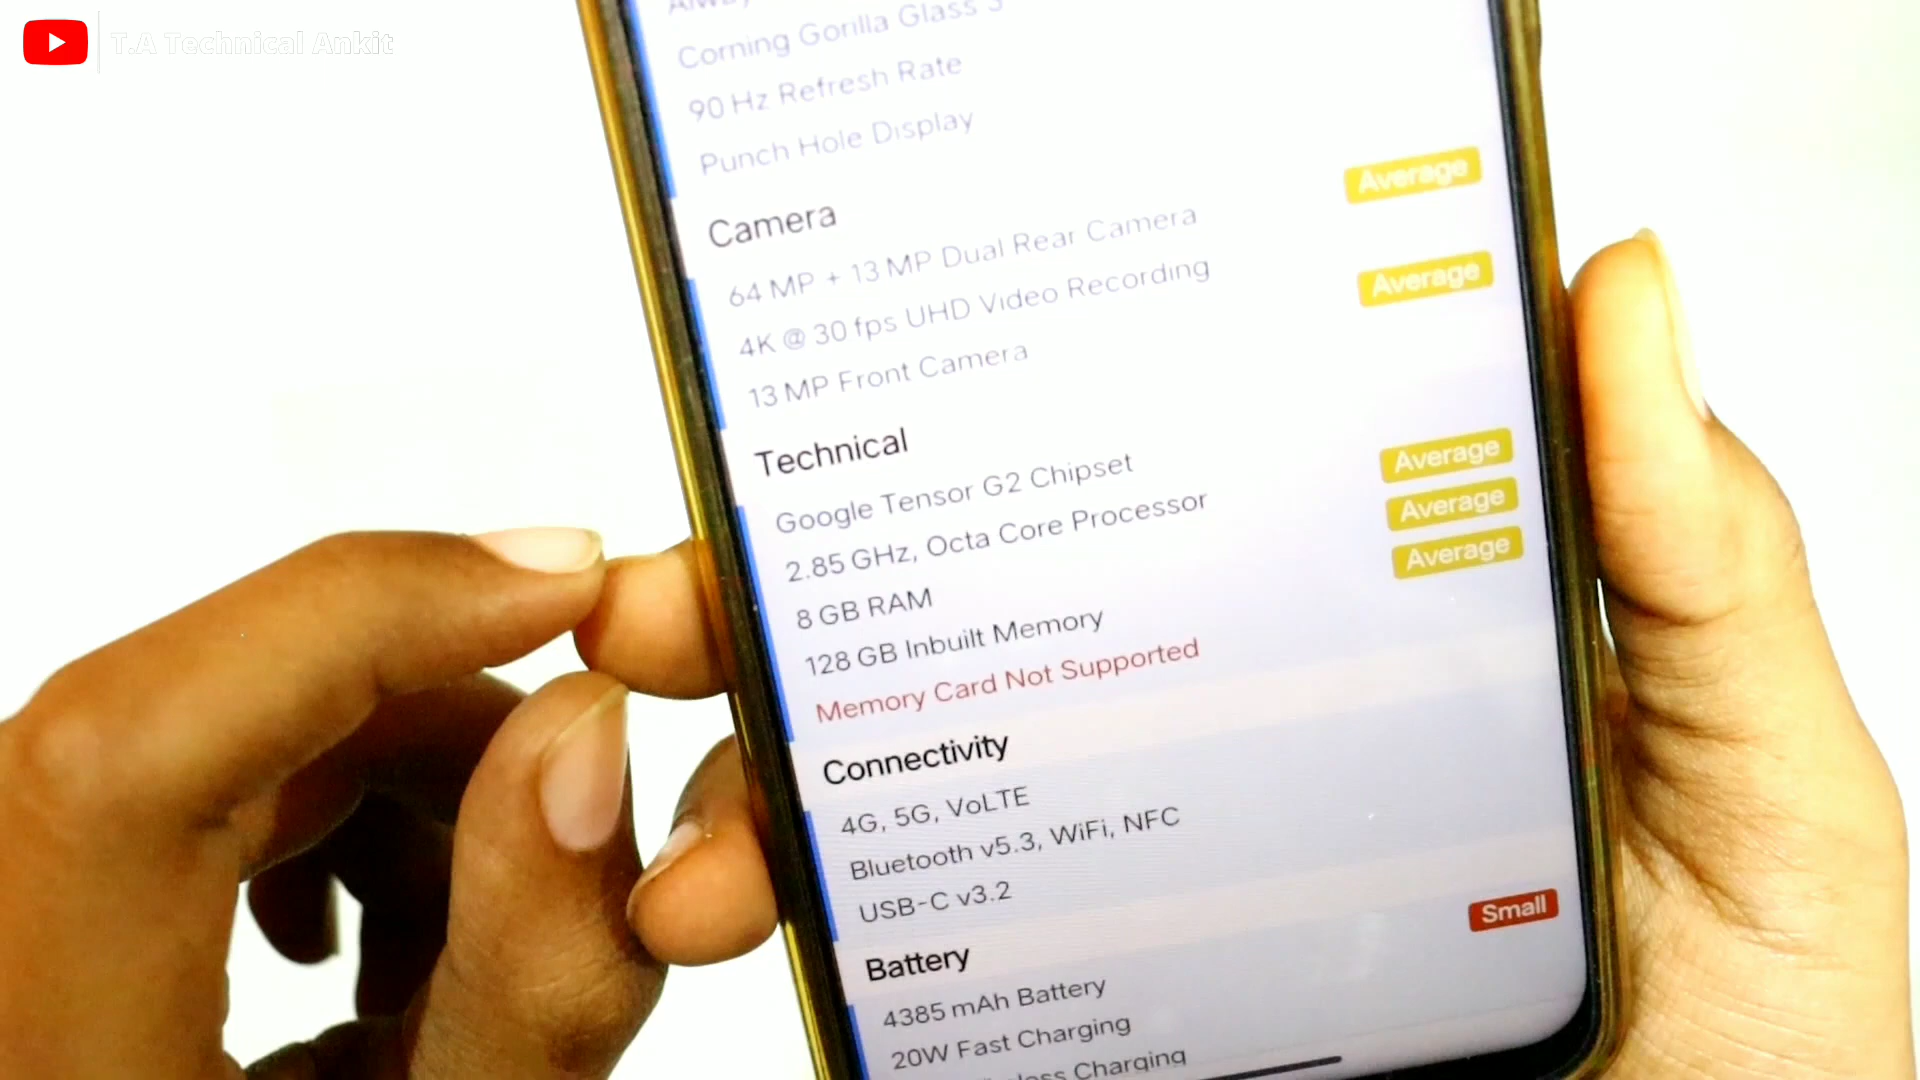 T.A Technical Ankit
Corning Gorilla Glass 3
90 Hz Refresh Rate
Punch Hole Display
Camera
Average
64 MP + 13 MP Dual Rear Camera
4K @ 30 fps UHD Video Recording
Average
13 MP Front Camera
Technical
Google Tensor G2 Chipset
Average
2.85 GHz, Octa Core Processor
Average
8 GB RAM
Average
128 GB Inbuilt Memory
Memory Card Not Supported
Connectivity
4G, 5G, VoLTE
Bluetooth v5.3, WiFi, NFC
USB-C v3.2
Battery
Small
4385 mAh Battery
20W Fast Charging
Charging